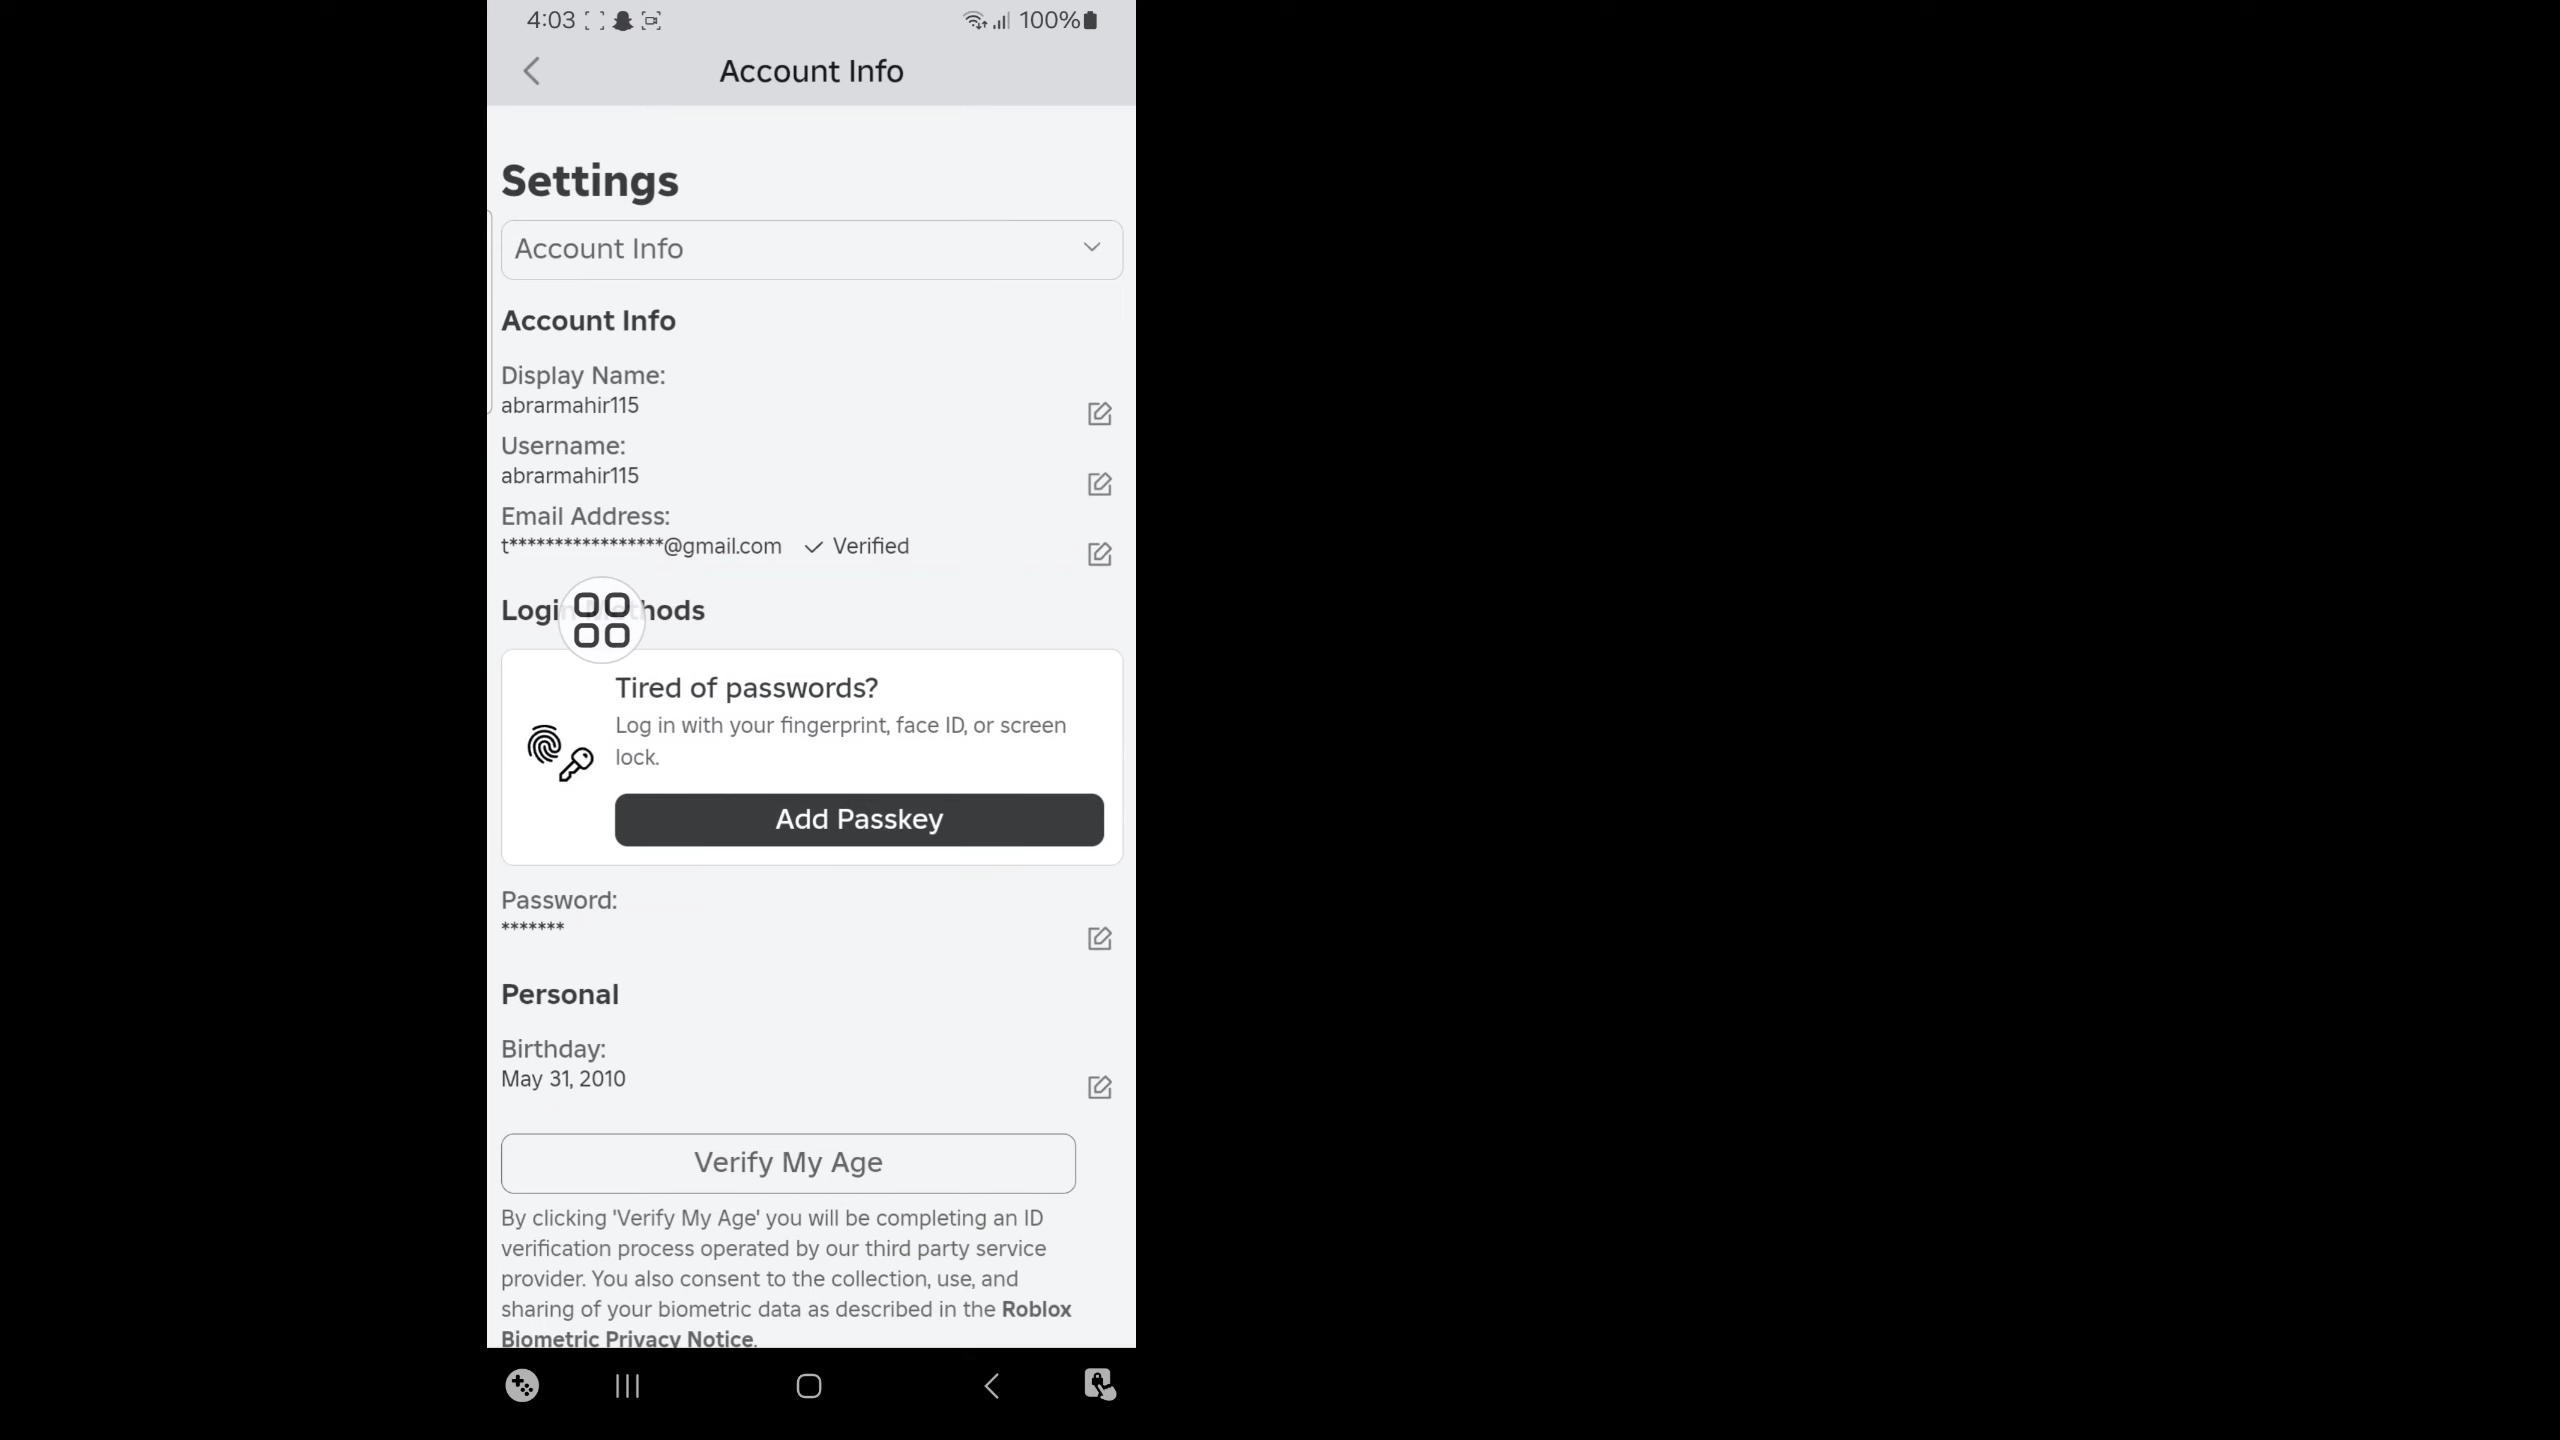 4:03
100%
Account Info
Settings
Account Info
Account Info
Display Name:
abrarmahir115
Username:
abrarmahir115
Email Address:
t*****************@gmail.com ✓ Verified
Login Methods
Tired of passwords?
Log in with your fingerprint, face ID, or screen
lock.
Add Passkey
Password:
*******
Personal
Birthday:
May 31, 2010
Verify My Age
By clicking 'Verify My Age' you will be completing an ID
verification process operated by our third party service
provider. You also consent to the collection, use, and
sharing of your biometric data as described in the Roblox
Biometric Privacy Notice.